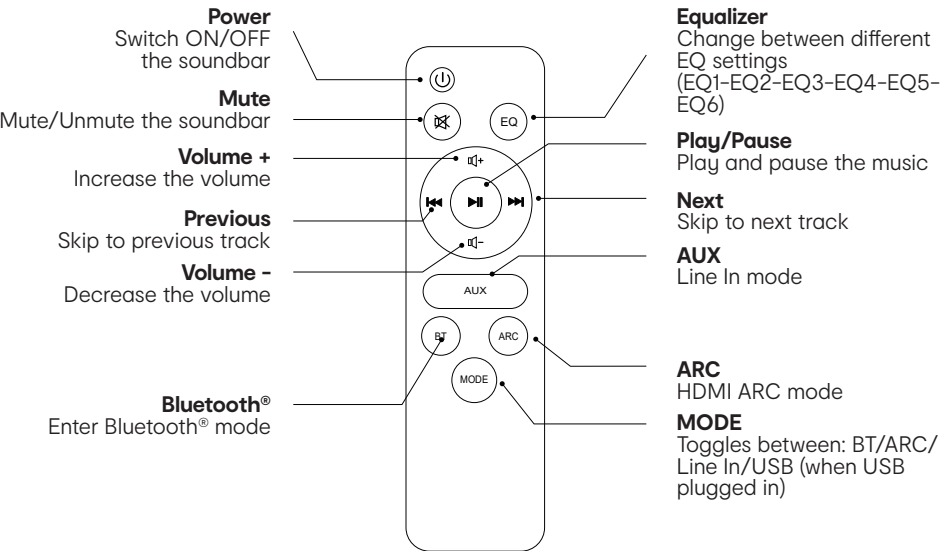 Power
Switch ON/OFF
the soundbar
Mute
Mute/Unmute the soundbar
Volume +
Increase the volume
Previous
Skip to previous track
Volume -
Decrease the volume
Bluetooth®
Enter Bluetooth® mode
EQ
+
-
AUX
BT
ARC
MODE
Equalizer
Change between different
EQ settings
(EQ1-EQ2-EQ3-EQ4-EQ5-
EQ6)
Play/Pause
Play and pause the music
Next
Skip to next track
AUX
Line In mode
ARC
HDMI ARC mode
MODE
Toggles between: BT/ARC/
Line In/USB (when USB
plugged in)